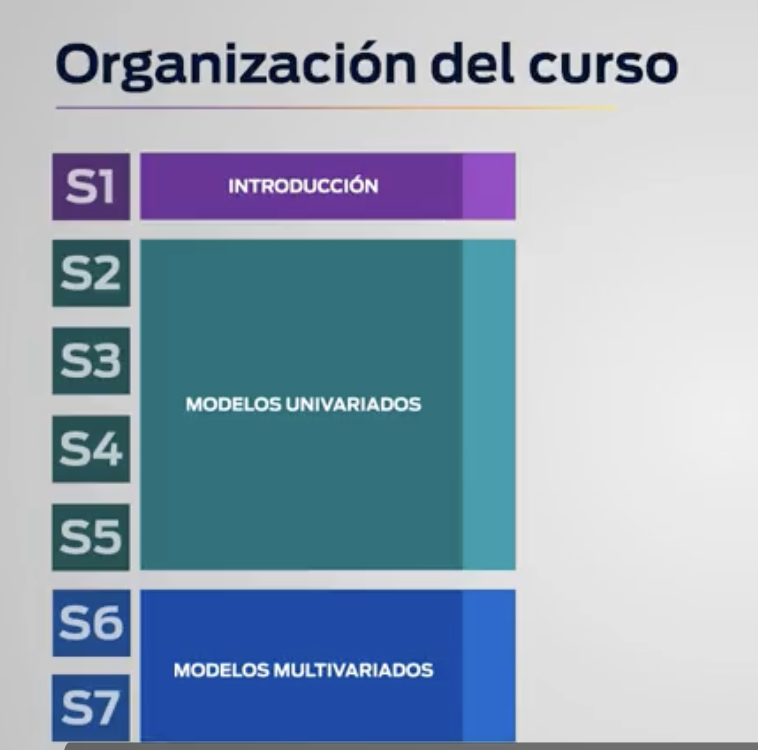 Organización del curso
S1
INTRODUCCIÓN
S2
S3
MODELOS UNIVARIADOS
S4
S5
S6
MODELOS MULTIVARIADOS
S7